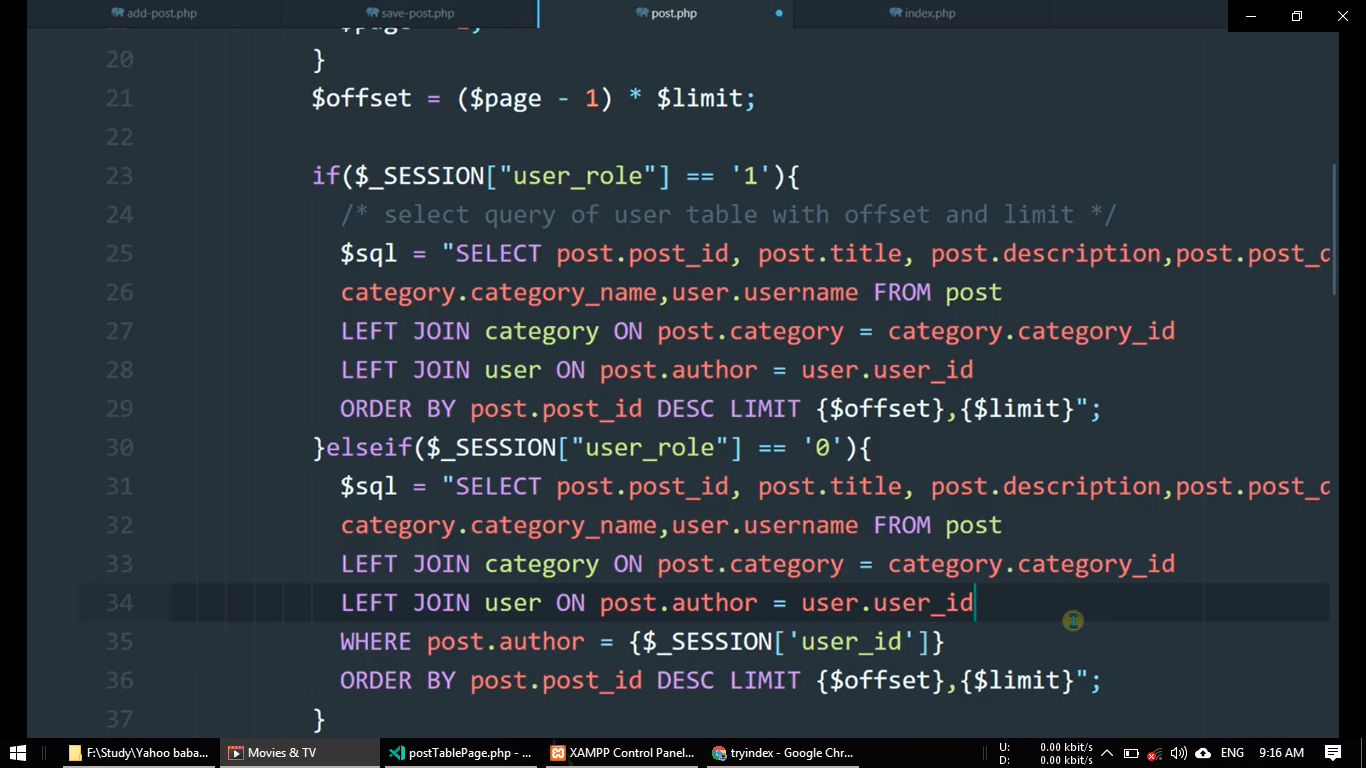 add-post.php save-post.php post.php index.php
20 }
21 $offset = ($page - 1) * $limit;
22
23 if($_SESSION["user_role"] == '1'){
24 /* select query of user table with offset and limit */
25 $sql = "SELECT post.post_id, post.title, post.description,post.post_d
26 category.category_name,user.username FROM post
27 LEFT JOIN category ON post.category = category.category_id
28 LEFT JOIN user ON post.author = user.user_id
29 ORDER BY post.post_id DESC LIMIT {$offset},{$limit}";
30 }elseif($_SESSION["user_role"] == '0'){
31 $sql = "SELECT post.post_id, post.title, post.description,post.post_d
32 category.category_name,user.username FROM post
33 LEFT JOIN category ON post.category = category.category_id
34 LEFT JOIN user ON post.author = user.user_id
35 WHERE post.author = {$_SESSION['user_id']}
36 ORDER BY post.post_id DESC LIMIT {$offset},{$limit}";
37 }
F:\Study\Yahoo baba... Movies & TV postTablePage.php - ... XAMPP Control Panel... tryindex - Google Chr... U: 0.00 kbit/s ENG 9:16 AM
D: 0.00 kbit/s